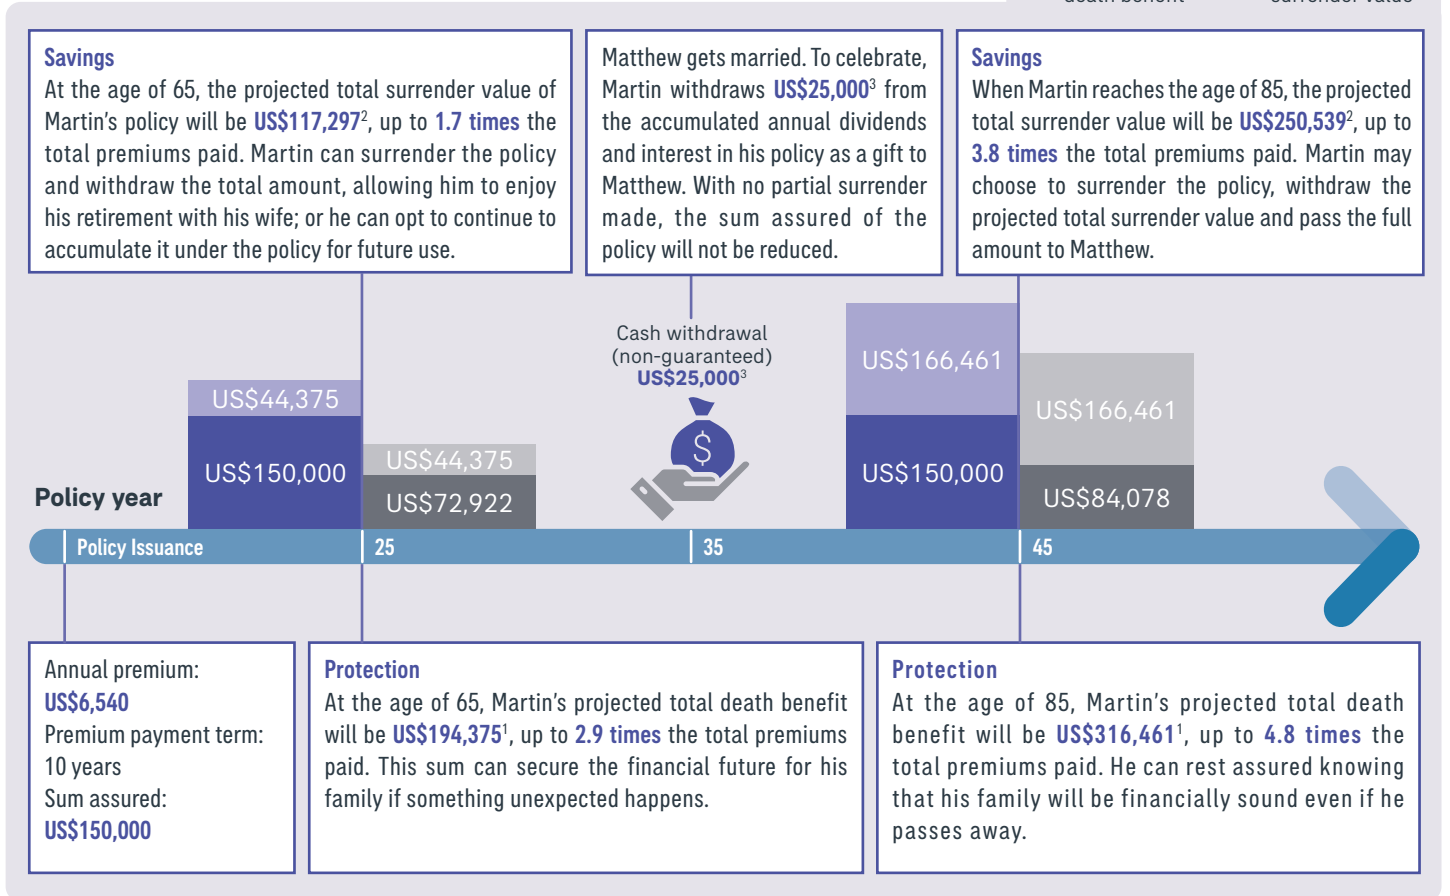 death benefit
surrender value
Savings
At the age of 65, the projected total surrender value of
Martin's policy will be US$117,297², up to 1.7 times the
total premiums paid. Martin can surrender the policy
and withdraw the total amount, allowing him to enjoy
his retirement with his wife; or he can opt to continue to
accumulate it under the policy for future use.
Matthew gets married. To celebrate,
Martin withdraws US$25,000³ from
the accumulated annual dividends
and interest in his policy as a gift to
Matthew. With no partial surrender
made, the sum assured of the
policy will not be reduced.
Savings
When Martin reaches the age of 85, the projected
total surrender value will be US$250,539², up to
3.8 times the total premiums paid. Martin may
choose to surrender the policy, withdraw the
projected total surrender value and pass the full
amount to Matthew.
Cash withdrawal
(non-guaranteed)
US$25,000³
US$44,375
US$150,000
US$44,375
US$72,922
$
US$166,461
US$150,000
US$166,461
US$84,078
Policy year
Policy Issuance
25
35
45
Annual premium:
US$6,540
Premium payment term:
10 years
Sum assured:
US$150,000
Protection
At the age of 65, Martin's projected total death benefit
will be US$194,375¹, up to 2.9 times the total premiums
paid. This sum can secure the financial future for his
family if something unexpected happens.
Protection
At the age of 85, Martin's projected total death
benefit will be US$316,461¹, up to 4.8 times the
total premiums paid. He can rest assured knowing
that his family will be financially sound even if he
passes away.